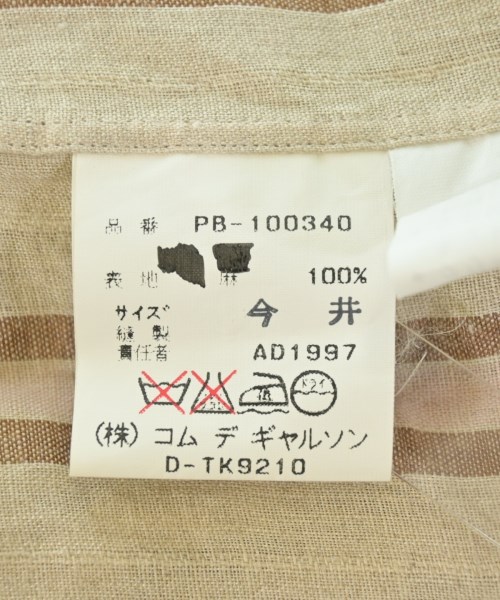 品番 PB-100340
表地 麻 100%
サイズ
縫製 今井
責任者 AD1997
ドライ
(株) コム デ ギャルソン
D-TK9210